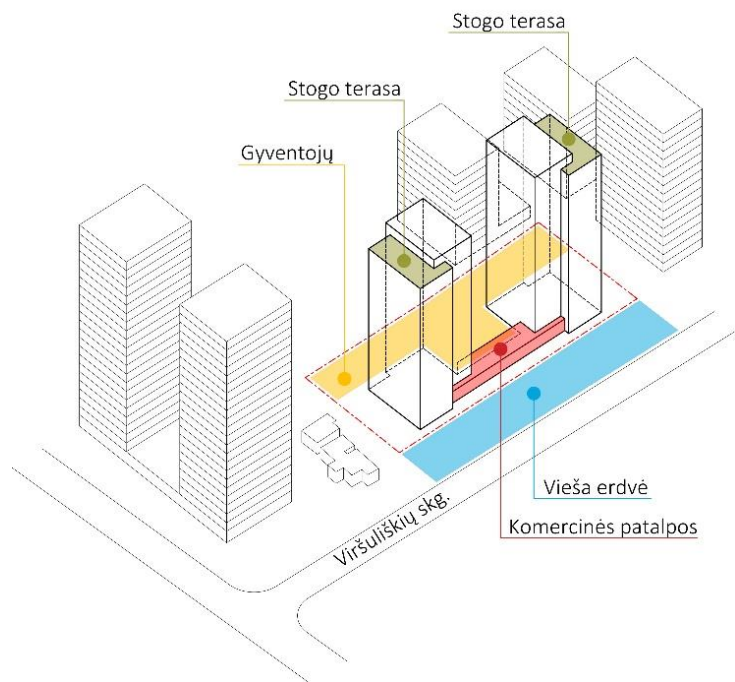 Stogo terasa
Stogo terasa
Gyventojų
Vieša erdvė
Komercinės patalpos
Viršuliškių skg.